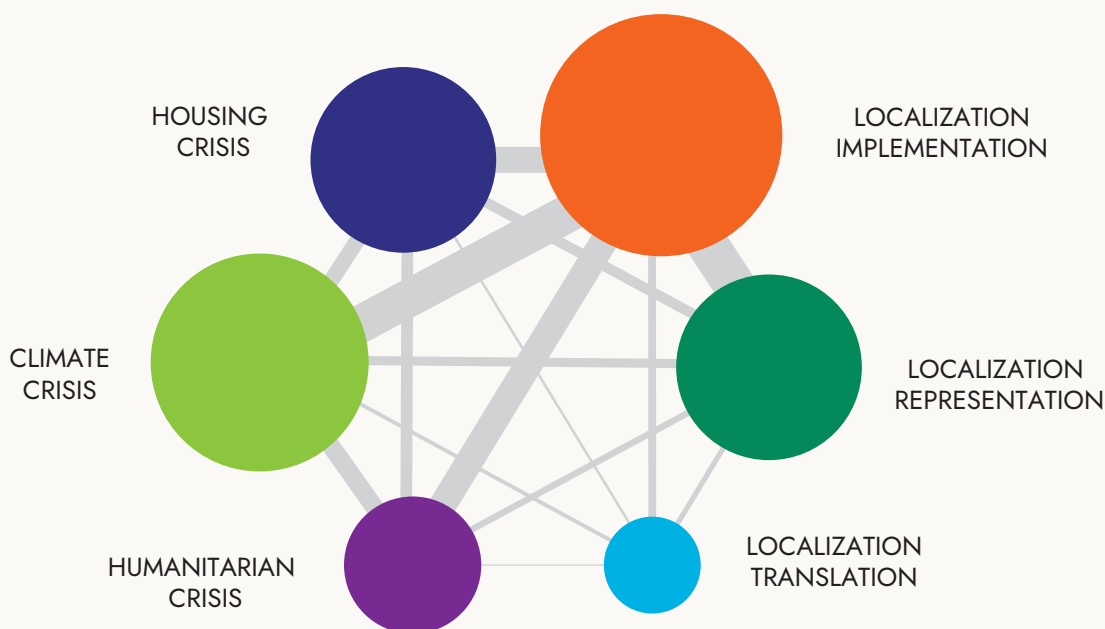 HOUSING
CRISIS
LOCALIZATION
IMPLEMENTATION
CLIMATE
CRISIS
LOCALIZATION
REPRESENTATION
HUMANITARIAN
CRISIS
LOCALIZATION
TRANSLATION